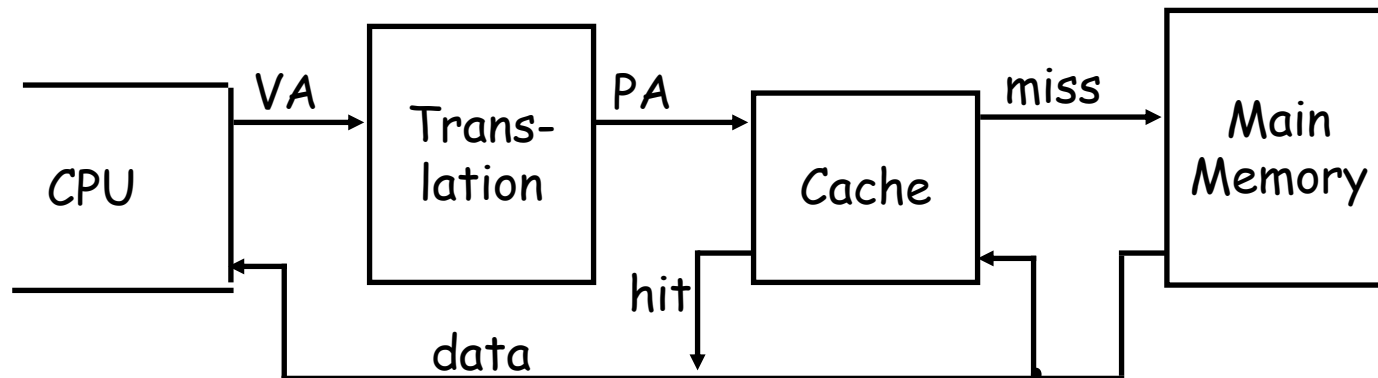 VA
PA
miss
CPU
Trans-
lation
Cache
Main
Memory
hit
data